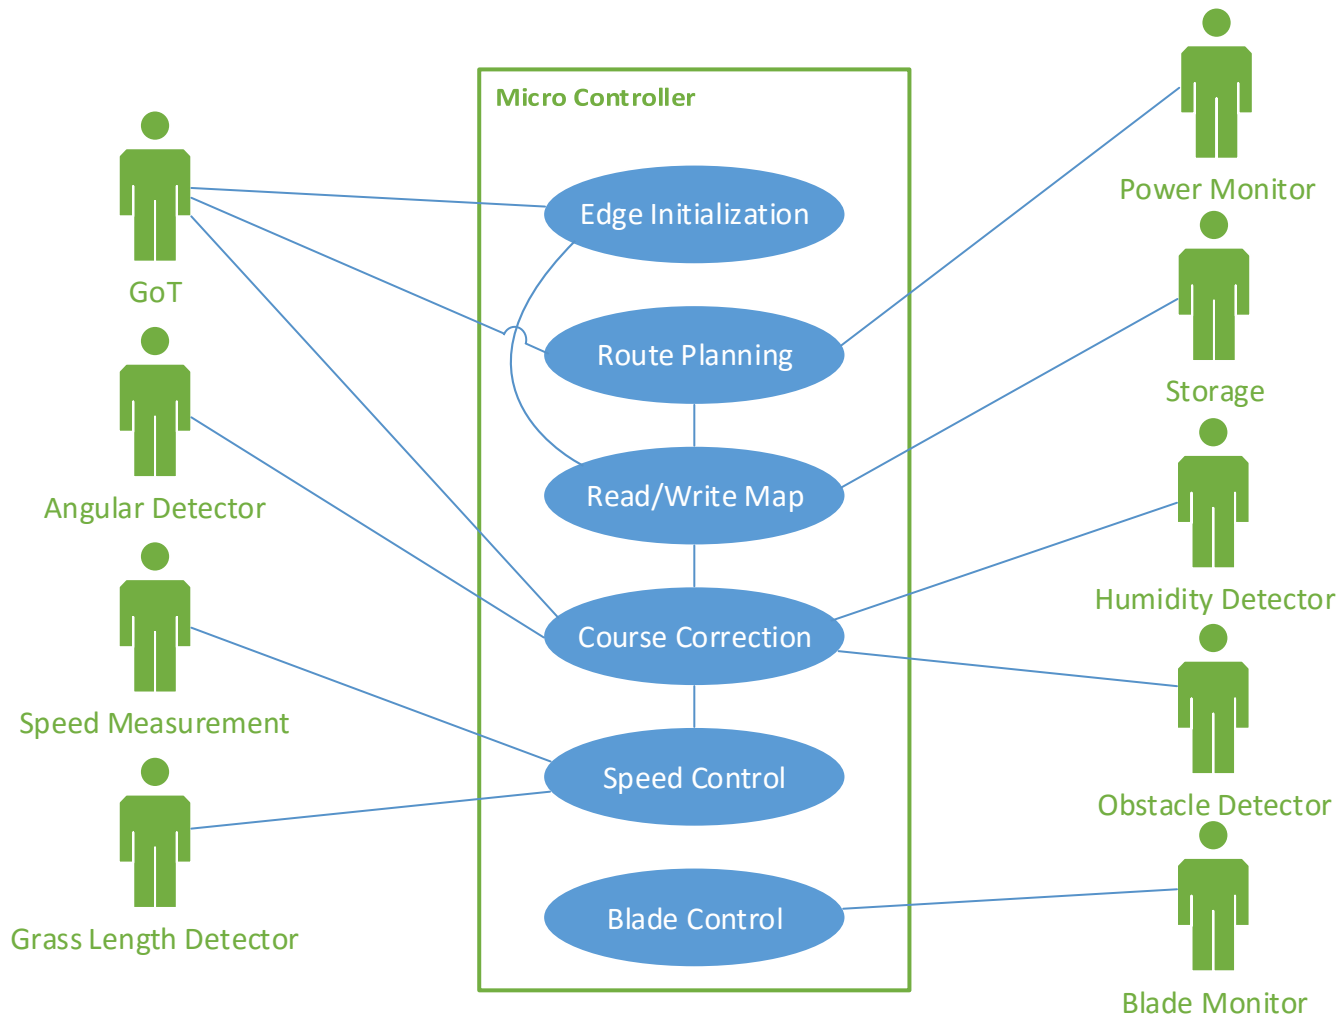 Micro Controller
GoT
Angular Detector
Speed Measurement
Grass Length Detector
Edge Initialization
Route Planning
Read/Write Map
Course Correction
Speed Control
Blade Control
Power Monitor
Storage
Humidity Detector
Obstacle Detector
Blade Monitor